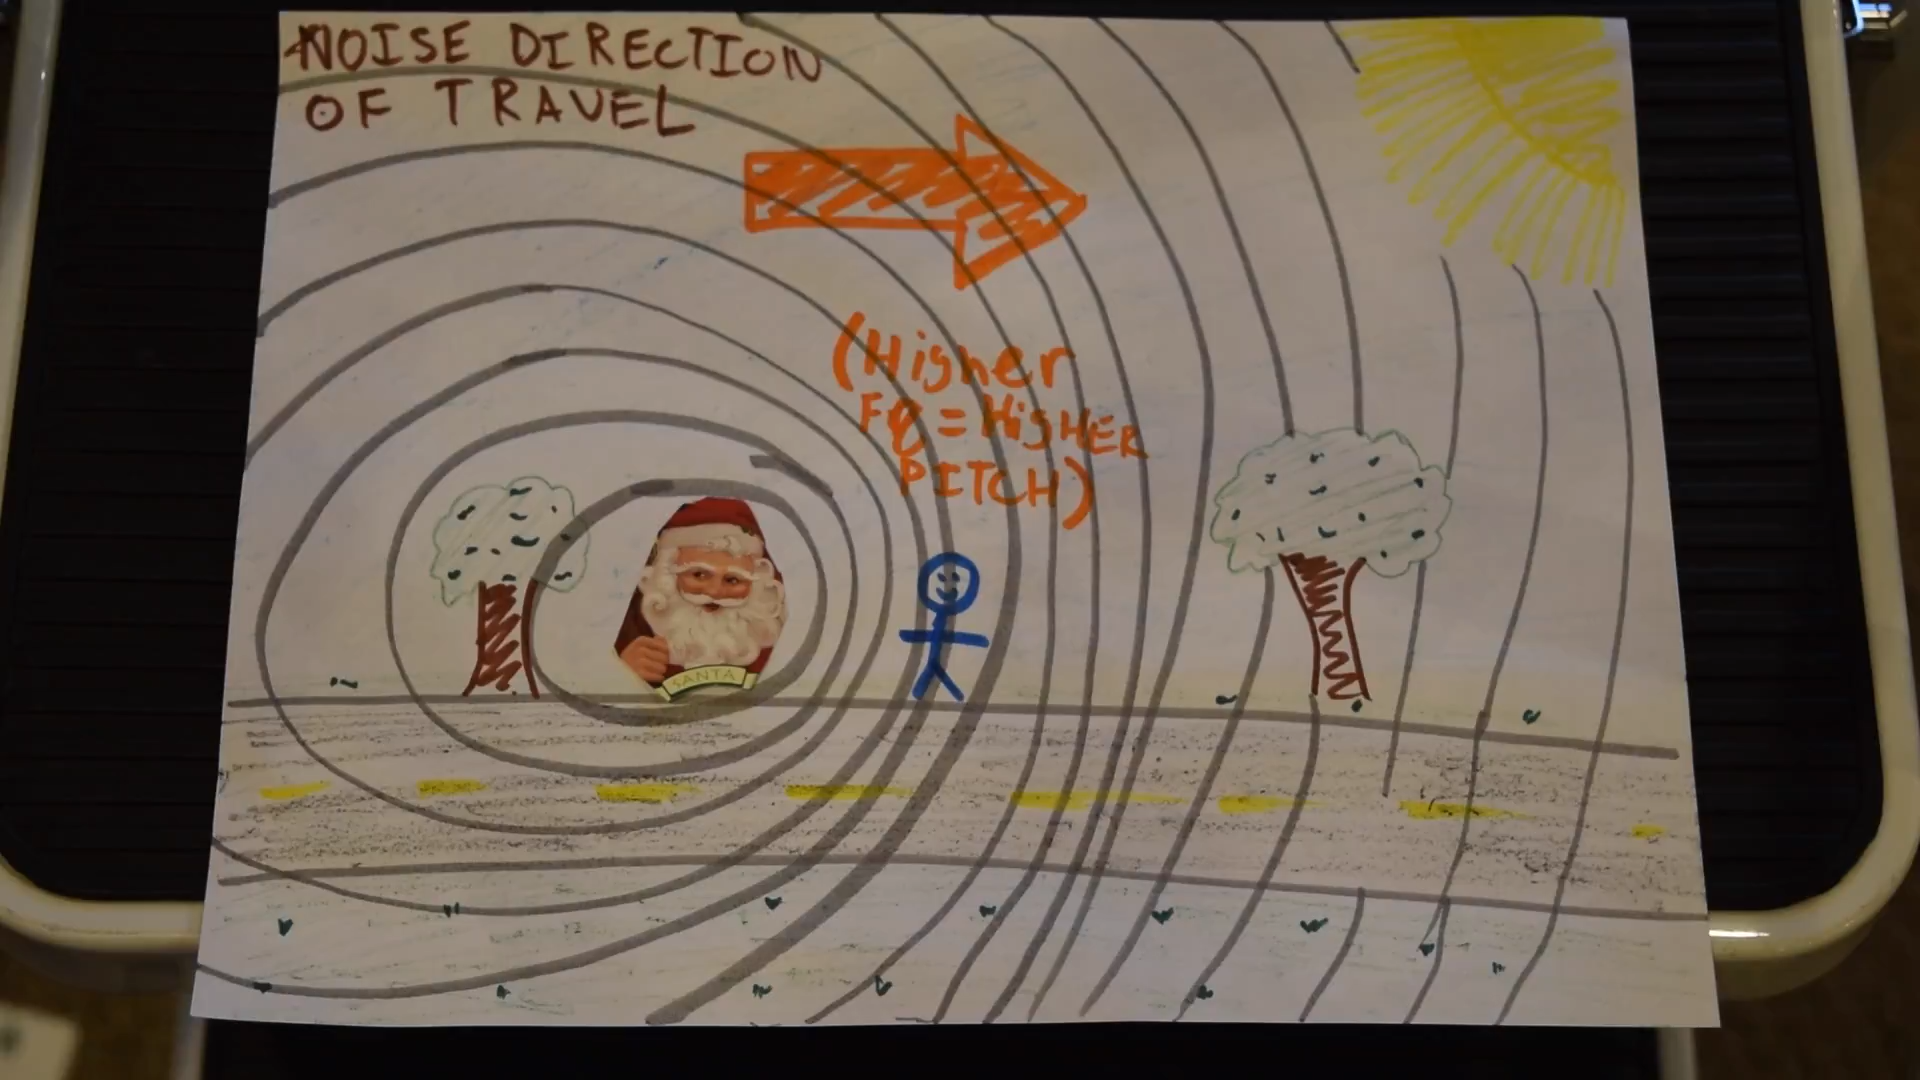 NOISE DIRECTION
OF TRAVEL
(Higher
FQ = HigHER
PITCH)
SANTA